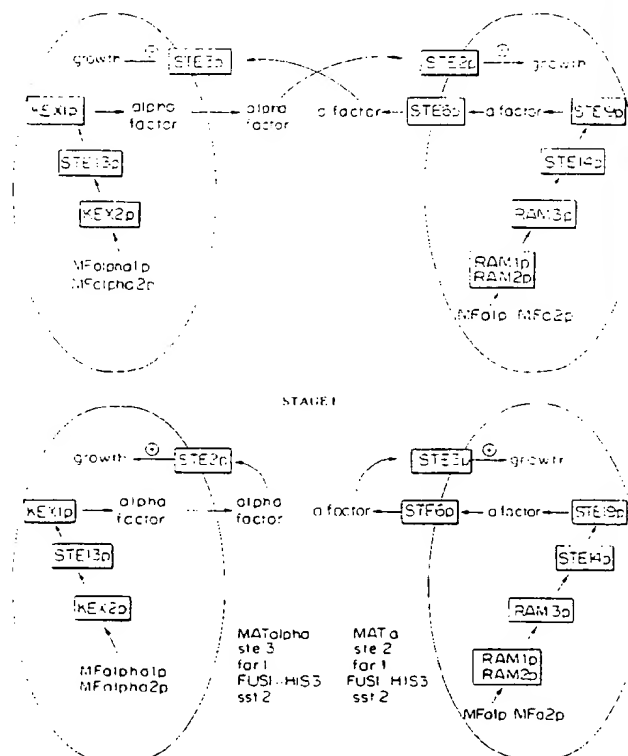 growth STE3p STE2p growth
KEX1p alpha factor alpha factor a factor STE6p a factor STE19p
STE13p STE14p
KEX2p RAM3p
MFalpha1p
MFalpha2p
RAM1p
RAM2p
MFa1p MFa2p
STAGE 1
growth STE2p STE3p growth
KEX1p alpha factor alpha factor a factor STE6p a factor STE19p
STE13p STE14p
KEX2p RAM3p
MFalpha1p
MFalpha2p
MATalpha
ste 3
far 1
FUS1-HIS3
sst 2
MATa
ste 2
far 1
FUS1-HIS3
sst 2
RAM1p
RAM2p
MFa1p MFa2p